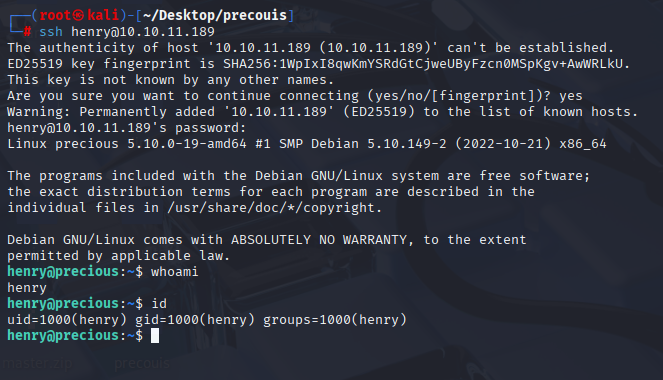 ┌──(root㉿kali)-[~/Desktop/precouis]
└─# ssh henry@10.10.11.189
The authenticity of host '10.10.11.189 (10.10.11.189)' can't be established.
ED25519 key fingerprint is SHA256:1WpIxI8qwKmYSRdGtCjweUByFzcn0MSpKgv+AwWRLkU.
This key is not known by any other names.
Are you sure you want to continue connecting (yes/no/[fingerprint])? yes
Warning: Permanently added '10.10.11.189' (ED25519) to the list of known hosts.
henry@10.10.11.189's password:
Linux precious 5.10.0-19-amd64 #1 SMP Debian 5.10.149-2 (2022-10-21) x86_64
The programs included with the Debian GNU/Linux system are free software;
the exact distribution terms for each program are described in the
individual files in /usr/share/doc/*/copyright.
Debian GNU/Linux comes with ABSOLUTELY NO WARRANTY, to the extent
permitted by applicable law.
henry@precious:~$ whoami
henry
henry@precious:~$ id
uid=1000(henry) gid=1000(henry) groups=1000(henry)
henry@precious:~$
master.zip precouis